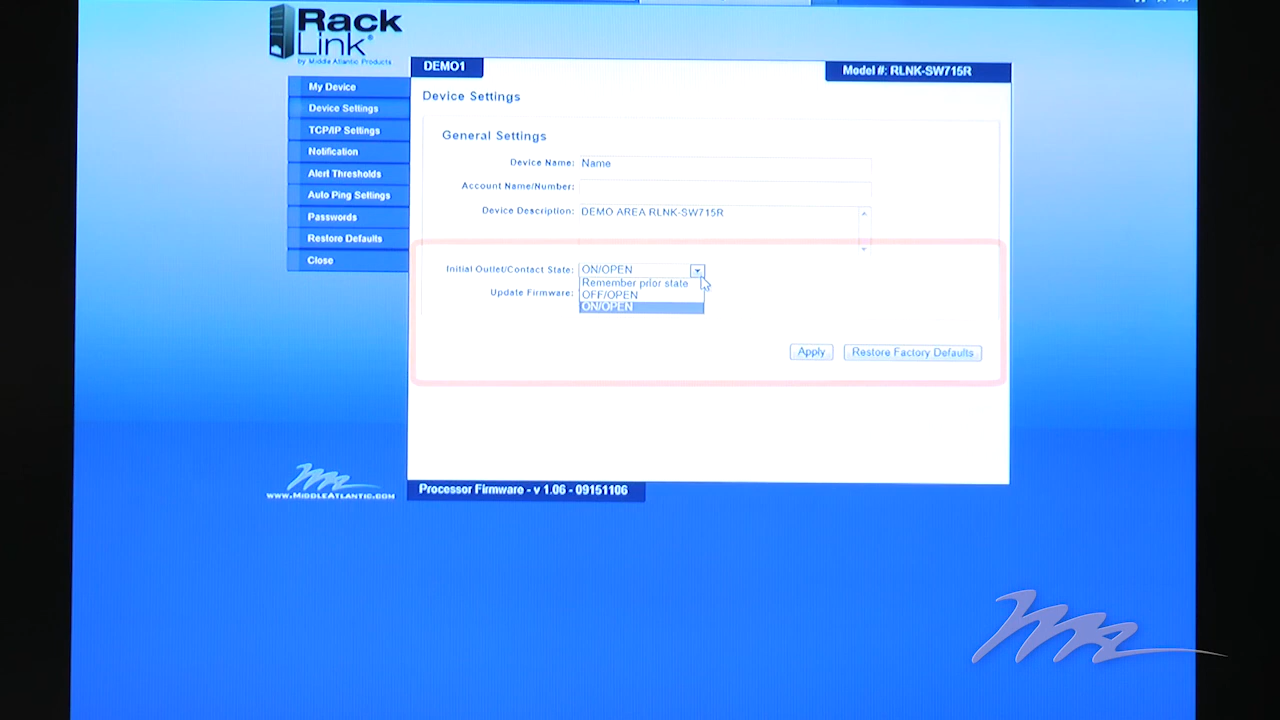 Rack
Link®
by Middle Atlantic Products
DEMO1
Model #: RLNK-SW715R
My Device
Device Settings
TCP/IP Settings
Notification
Alert Thresholds
Auto Ping Settings
Passwords
Restore Defaults
Close
Device Settings
General Settings
Device Name: Name
Account Name/Number:
Device Description: DEMO AREA RLNK-SW715R
Initial Outlet/Contact State: ON/OPEN
Remember prior state
Update Firmware: OFF/OPEN
ON/OPEN
Apply Restore Factory Defaults
www.MiddleAtlantic.com
Processor Firmware - v 1.06 - 09151106